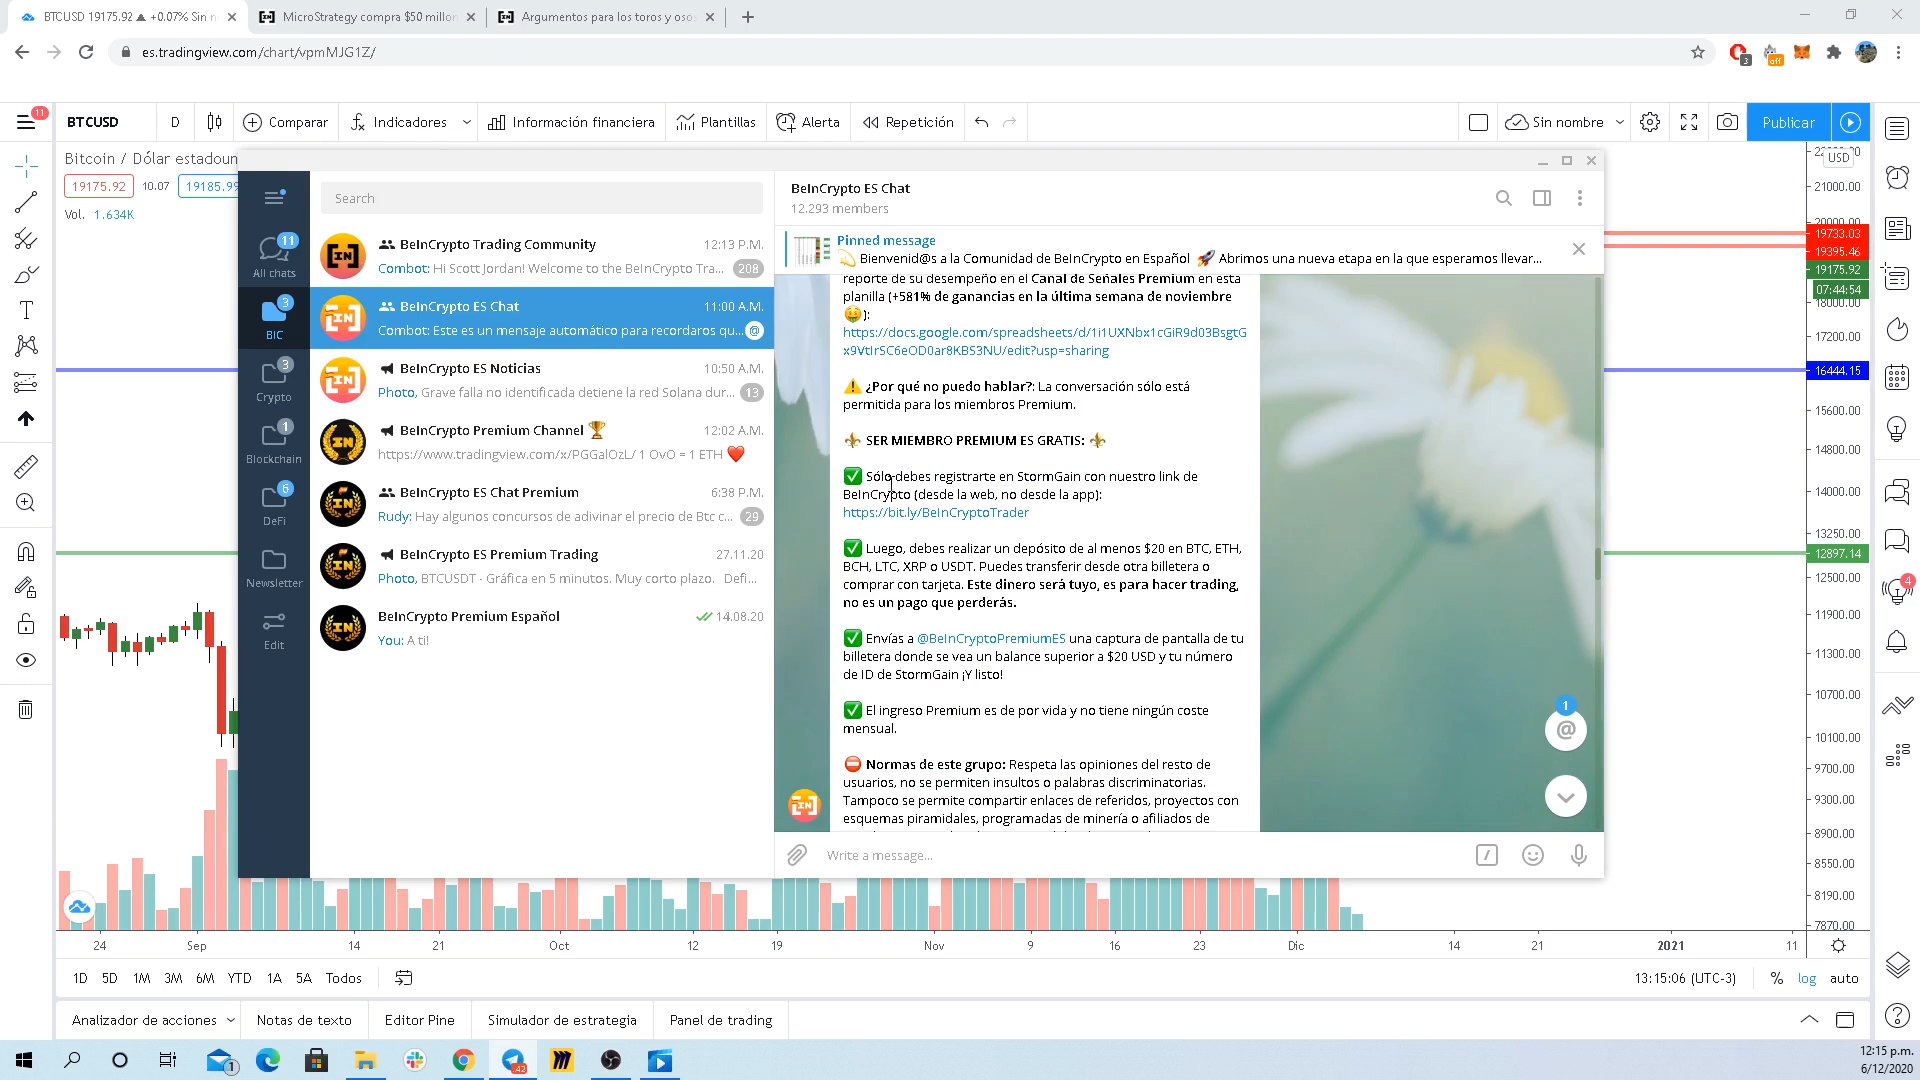 BTCUSD 19175.92 ▲ +0.07% Sin n
MicroStrategy compra $50 millon
Argumentos para los toros y osos
es.tradingview.com/chart/vpmMJG1Z/
3
off
11
BTCUSD
D
Comparar
Indicadores
Información financiera
Plantillas
Alerta
Repetición
Sin nombre
Publicar
Bitcoin / Dólar estadoun
19175.92
10.07
18185.99
Vol. 1.634K
11
All chats
3
BIC
3
Crypto
1
Blockchain
6
DeFi
Newsletter
Edit
Search
BeInCrypto Trading Community
12:13 P.M.
Combot: Hi Scott Jordan! Welcome to the BeInCrypto Tra...
208
BeInCrypto ES Chat
11:00 A.M.
Combot: Este es un mensaje automático para recordaros qu...
@
BeInCrypto ES Noticias
10:50 A.M.
Photo, Grave falla no identificada detiene la red Solana dur...
13
BeInCrypto Premium Channel 🏆
12:02 A.M.
https://www.tradingview.com/x/PGGalOzL/ 1 OvO = 1 ETH ❤️
BeInCrypto ES Chat Premium
6:38 P.M.
Rudy: Hay algunos concursos de adivinar el precio de Btc c...
29
BeInCrypto ES Premium Trading
27.11.20
Photo, BTCUSDT - Gráfica en 5 minutos. Muy corto plazo. Defi...
BeInCrypto Premium Español
14.08.20
You: A ti!
BeInCrypto ES Chat
12.293 members
Pinned message
💫 Bienvenid@s a la Comunidad de BeInCrypto en Español 🚀 Abrimos una nueva etapa en la que esperamos llevar...
reporte de su desempeño en el Canal de Señales Premium en esta
planilla (+581% de ganancias en la última semana de noviembre
🤑):
https://docs.google.com/spreadsheets/d/1i1UXNbx1cGiR9d03BsgtG
x9VtIrSC6eOD0ar8KBS3NU/edit?usp=sharing
⚠️ ¿Por qué no puedo hablar?: La conversación sólo está
permitida para los miembros Premium.
⚜️ SER MIEMBRO PREMIUM ES GRATIS: ⚜️
✅ Sólo debes registrarte en StormGain con nuestro link de
BeInCrypto (desde la web, no desde la app):
https://bit.ly/BeInCryptoTrader
✅ Luego, debes realizar un depósito de al menos $20 en BTC, ETH,
BCH, LTC, XRP o USDT. Puedes transferir desde otra billetera o
comprar con tarjeta. Este dinero será tuyo, es para hacer trading,
no es un pago que perderás.
✅ Envías a @BeInCryptoPremiumES una captura de pantalla de tu
billetera donde se vea un balance superior a $20 USD y tu número
de ID de StormGain ¡Y listo!
✅ El ingreso Premium es de por vida y no tiene ningún coste
mensual.
⛔ Normas de este grupo: Respeta las opiniones del resto de
usuarios, no se permiten insultos o palabras discriminatorias.
Tampoco se permite compartir enlaces de referidos, proyectos con
esquemas piramidales, programadas de minería o afiliados de
1
@
Write a message...
USD
21000.00
20000.00
19733.03
19395.46
19175.92
07:44:54
18000.00
17200.00
16444.15
15600.00
14800.00
14000.00
13250.00
12897.14
12500.00
11900.00
11300.00
10700.00
10100.00
9700.00
9300.00
8900.00
8550.00
8190.00
7870.00
4
24 Sep 14 21 Oct 12 19 Nov 9 16 23 Dic 14 21 2021 11
1D 5D 1M 3M 6M YTD 1A 5A Todos
13:15:06 (UTC-3)
% log auto
Analizador de acciones
Notas de texto
Editor Pine
Simulador de estrategia
Panel de trading
1
42
12:15 p.m.
6/12/2020